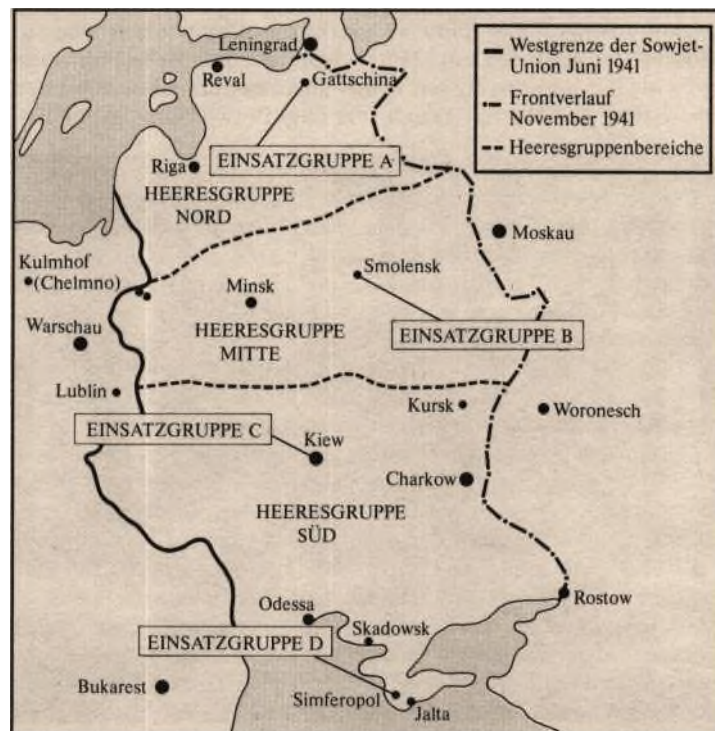 Leningrad
Reval
Gattschina
Westgrenze der Sowjet-
Union Juni 1941
Frontverlauf
November 1941
Heeresgruppenbereiche
Riga
EINSATZGRUPPE A
HEERESGRUPPE
NORD
Moskau
Kulmhof
(Chelmno)
Smolensk
Minsk
Warschau
HEERESGRUPPE
MITTE
EINSATZGRUPPE B
Lublin
Kursk
Woronesch
EINSATZGRUPPE C
Kiew
Charkow
HEERESGRUPPE
SÜD
Odessa
Rostow
Skadowsk
EINSATZGRUPPE D
Bukarest
Simferopol
Jalta